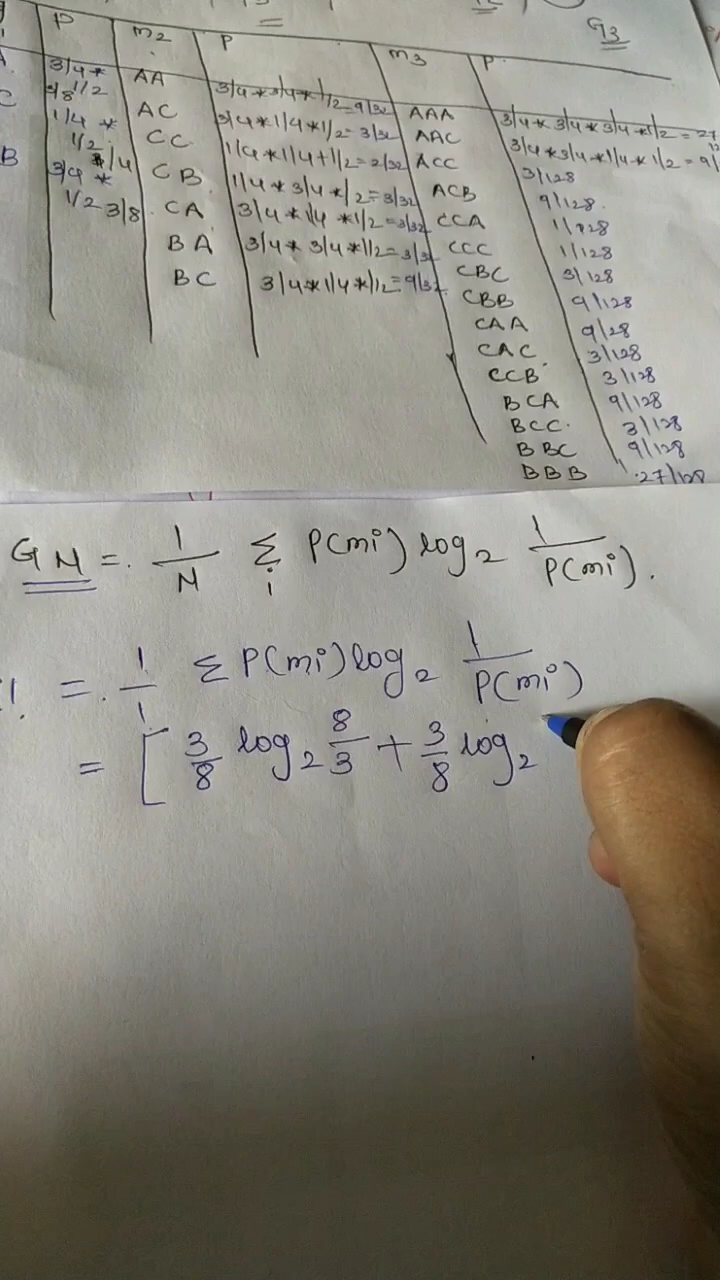 P m2 P m3 P G3
3/4* AA 3/4*3/4*1/2=9/32 AAA 3/4*3/4*3/4*1/2=27
C 3/8 1/2 AC 3/4*1/4*1/2=3/32 AAC 3/4*3/4*1/4*1/2=9/
1/4 * CC 1/4*1/4+1/2=2/32 ACC 3/128
1/2 1/4 CB 1/4*3/4*1/2=3/32 ACB 9/128
B 3/4 * CA 3/4*1/4*1/2=3/32 CCA 1/128
1/2 3/8 BA 3/4*3/4*1/2=3/32 CCC 1/128
BC 3/4*1/4*1/2=9/32 CBC 3/128
CBB 9/128
CAA 9/28
CAC 3/128
CCB 3/128
BCA 9/128
BCC 3/128
BBC 9/128
BBB 27/128
GN = 1/N Σi P(mi) log2 1/P(mi).
= 1/1 Σ P(mi) log2 1/P(mi)
= [ 3/8 log2 8/3 + 3/8 log2